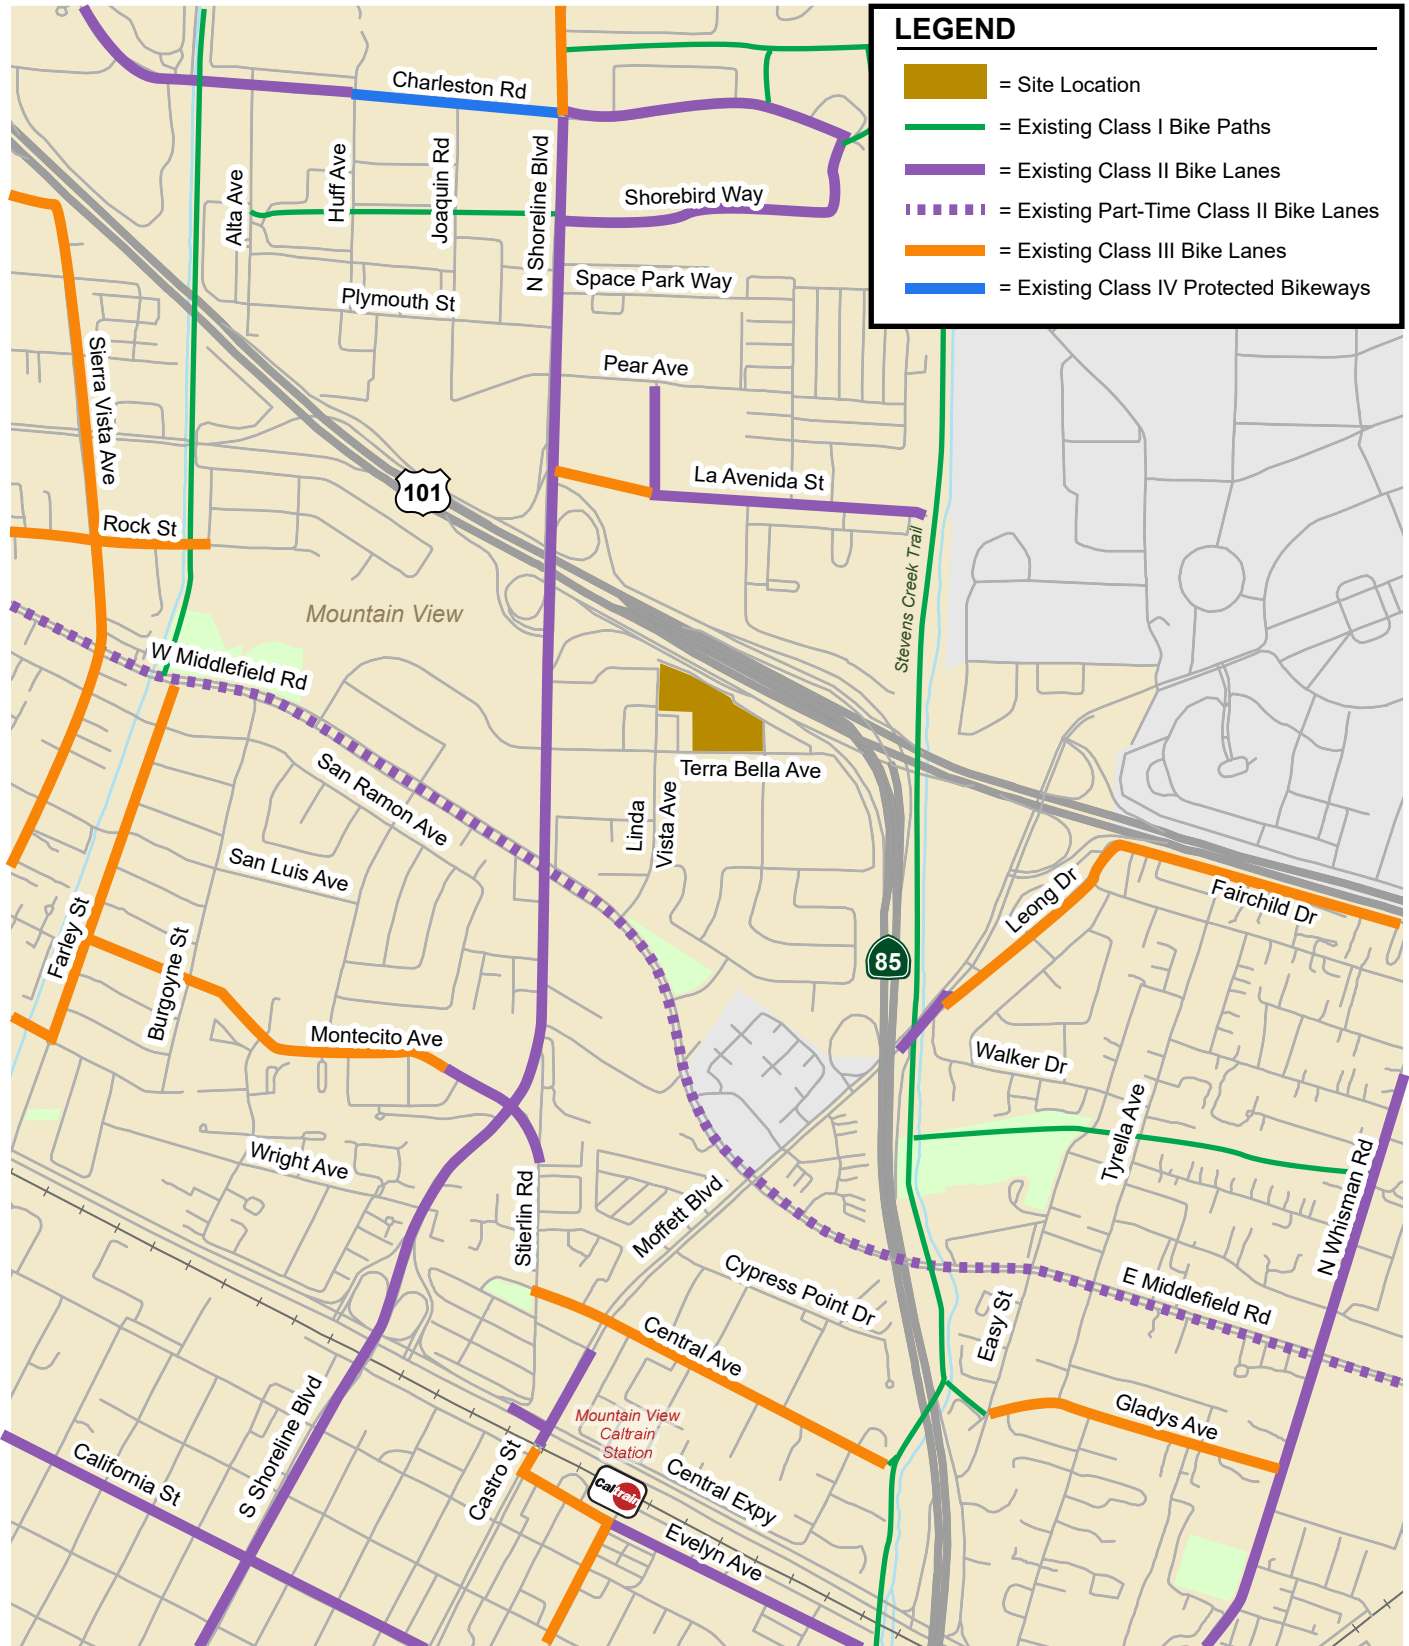 LEGEND
= Site Location
= Existing Class I Bike Paths
= Existing Class II Bike Lanes
= Existing Part-Time Class II Bike Lanes
= Existing Class III Bike Lanes
= Existing Class IV Protected Bikeways
Charleston Rd
Alta Ave
Huff Ave
Joaquin Rd
N Shoreline Blvd
Shorebird Way
Space Park Way
Plymouth St
Sierra Vista Ave
Pear Ave
La Avenida St
101
Rock St
Stevens Creek Trail
Mountain View
W Middlefield Rd
Terra Bella Ave
San Ramon Ave
Linda
Vista Ave
San Luis Ave
Leong Dr
Fairchild Dr
Farley St
Burgoyne St
85
Montecito Ave
Walker Dr
Tyrella Ave
Wright Ave
Stierlin Rd
Moffett Blvd
N Whisman Rd
Cypress Point Dr
E Middlefield Rd
Easy St
Central Ave
Gladys Ave
S Shoreline Blvd
Mountain View
Caltrain
Station
California St
Castro St
Caltrain
Central Expy
Evelyn Ave